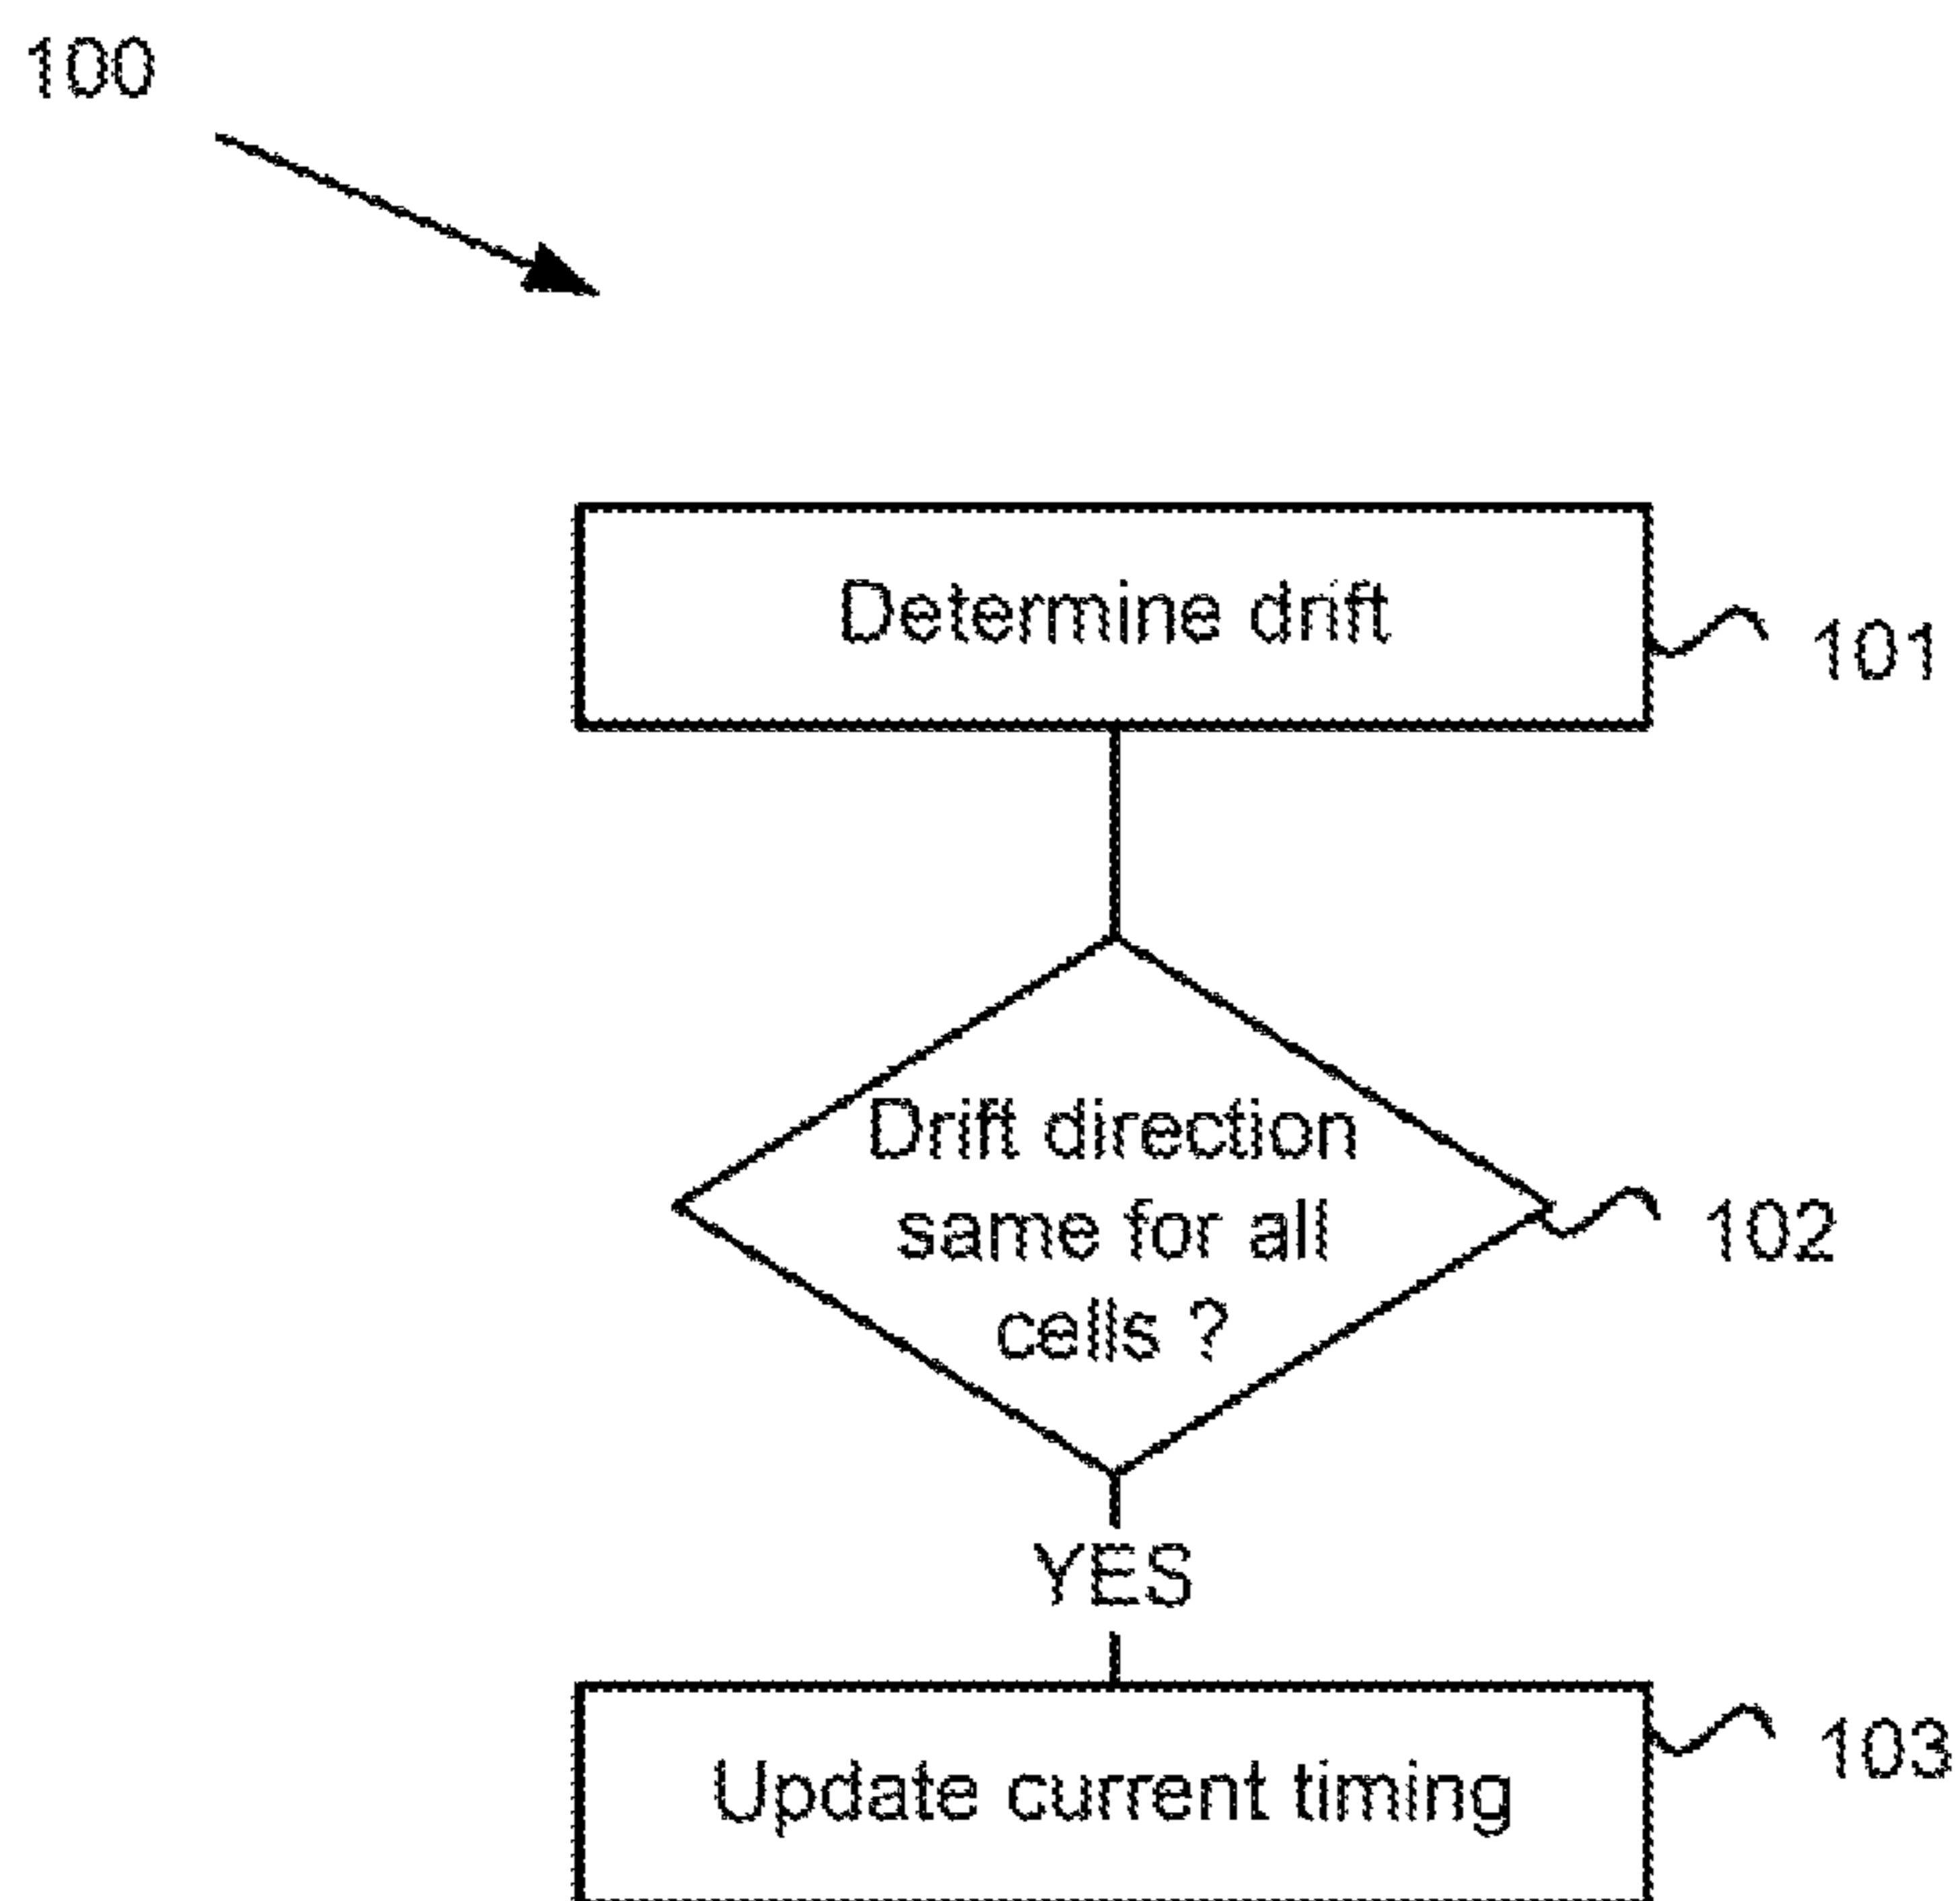 100
Determine drift
101
Drift direction
same for all
cells ?
102
YES
Update current timing
103